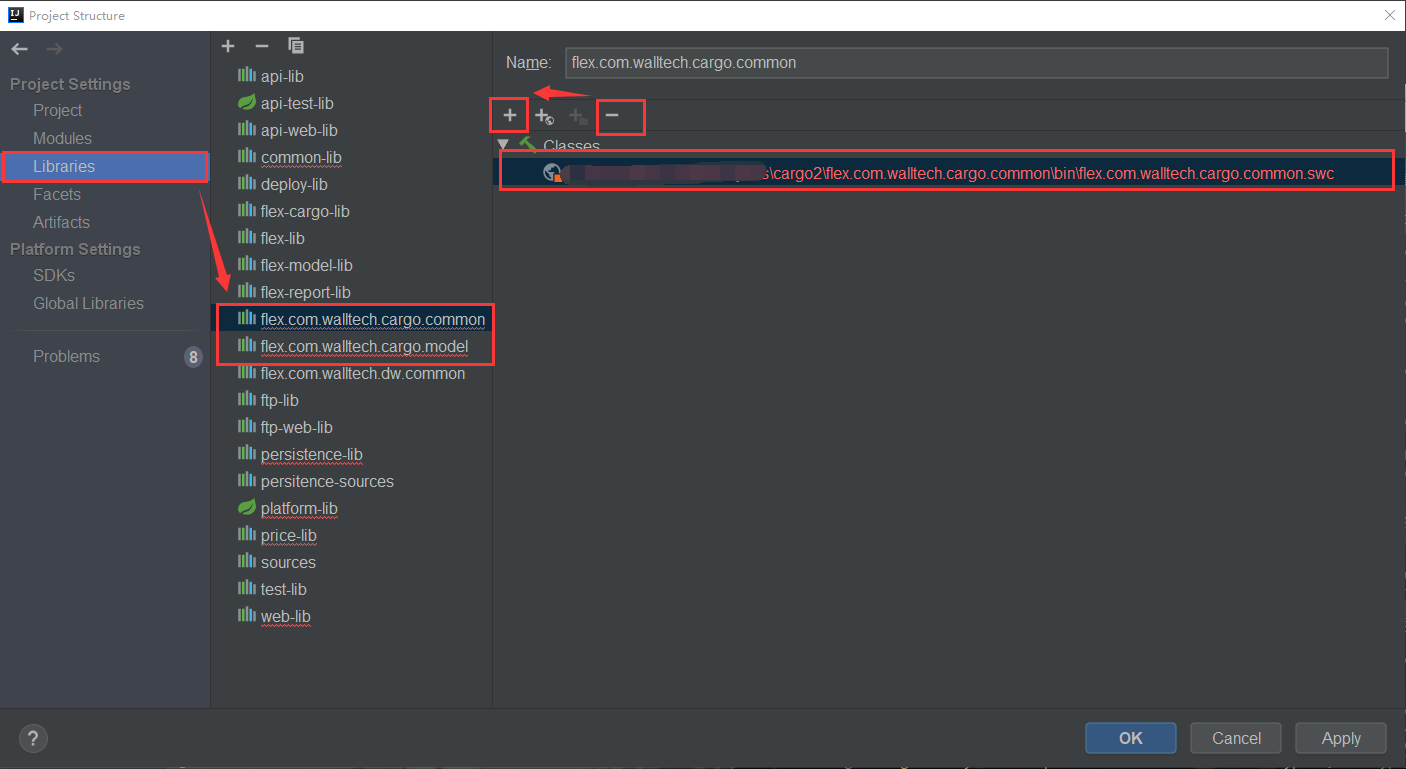 Project Structure
Project Settings
Project
Modules
Libraries
Facets
Artifacts
Platform Settings
SDKs
Global Libraries
Problems 8
api-lib
api-test-lib
api-web-lib
common-lib
deploy-lib
flex-cargo-lib
flex-lib
flex-model-lib
flex-report-lib
flex.com.walltech.cargo.common
flex.com.walltech.cargo.model
flex.com.walltech.dw.common
ftp-lib
ftp-web-lib
persistence-lib
persitence-sources
platform-lib
price-lib
sources
test-lib
web-lib
Name: flex.com.walltech.cargo.common
Classes
s\cargo2\flex.com.walltech.cargo.common\bin\flex.com.walltech.cargo.common.swc
?
OK Cancel Apply